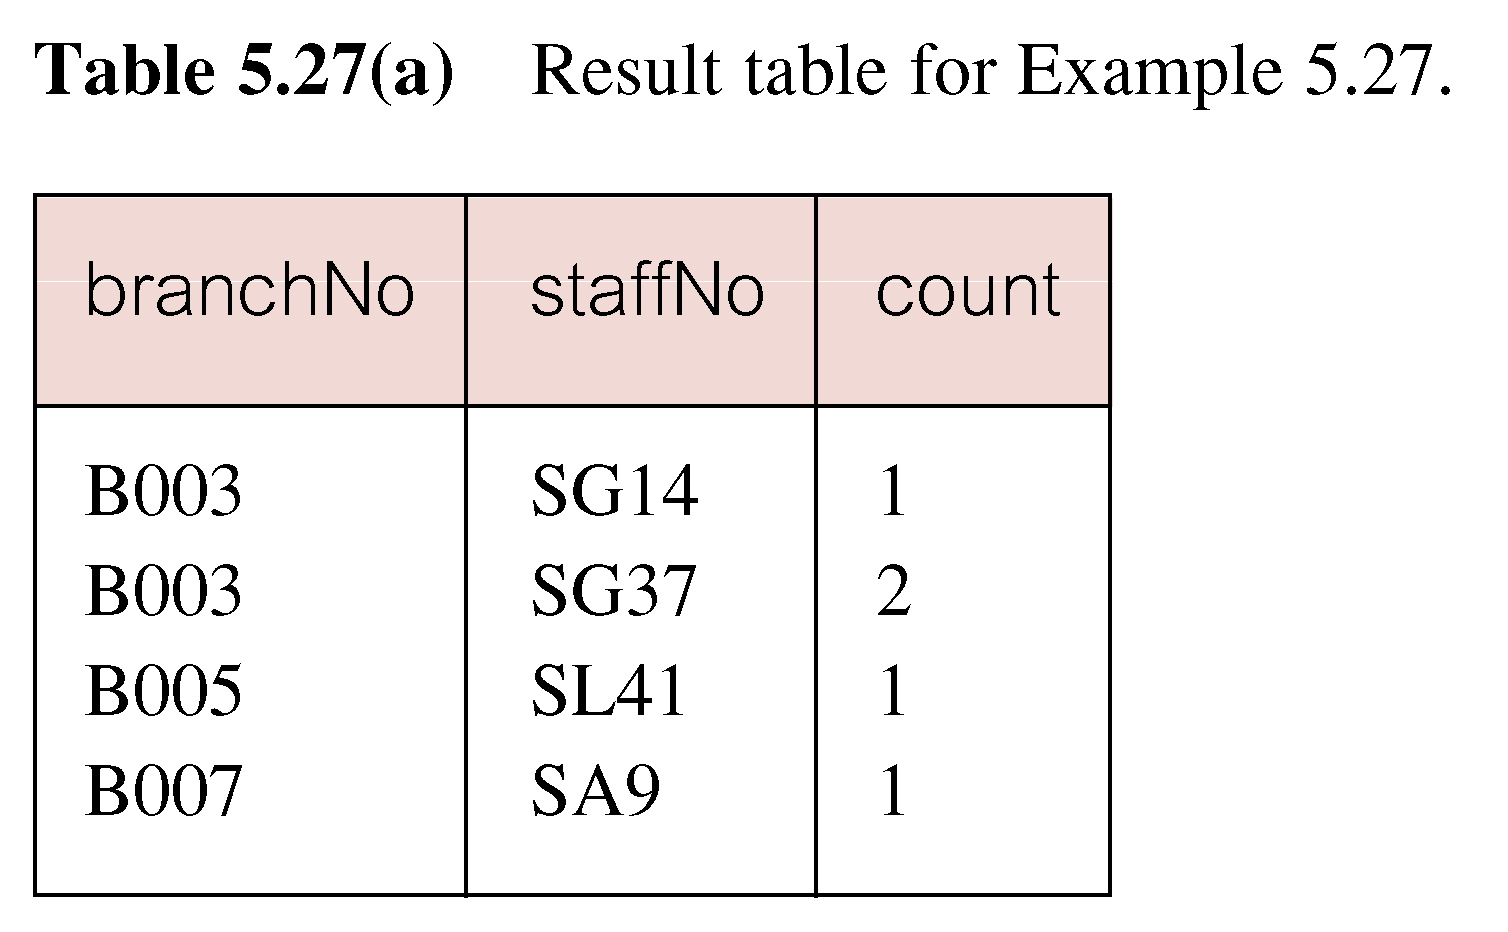 Table 5.27(a) Result table for Example 5.27.
branchNo staffNo count
B003 SG14 1
B003 SG37 2
B005 SL41 1
B007 SA9 1